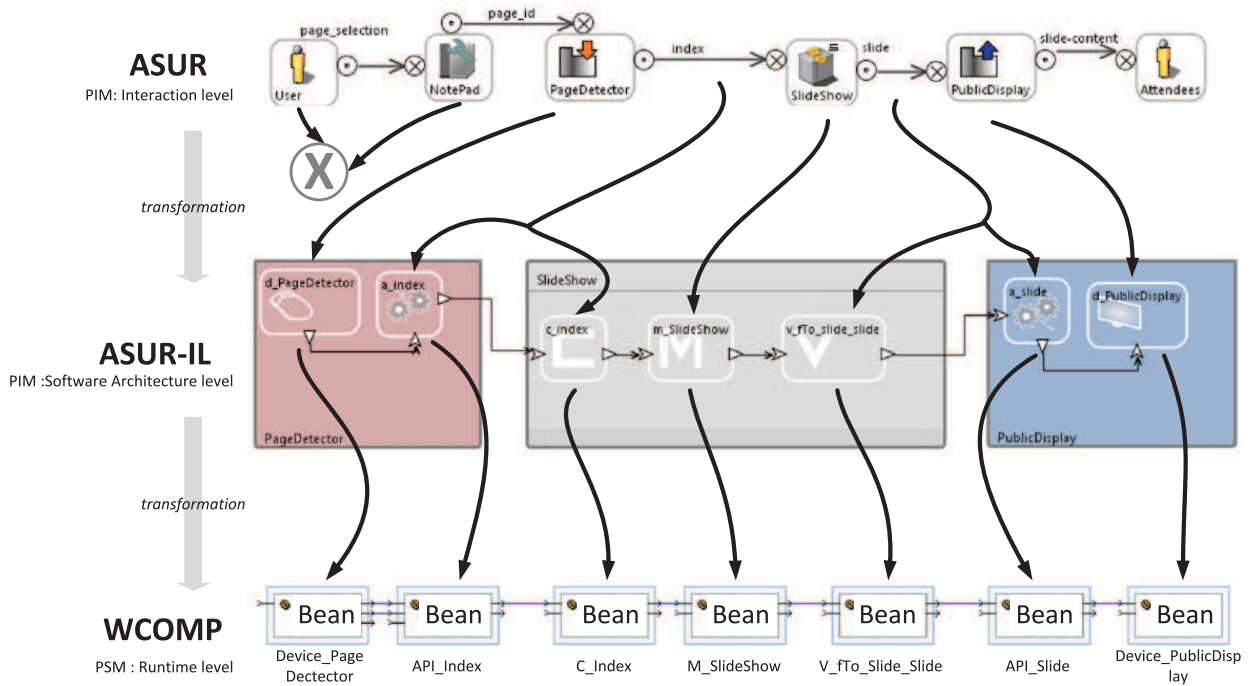 page_selection
page_id
index
S
slide
slide-content
User
NotePad
PageDetector
SlideShow
PublicDisplay
Attendees
ASUR
PIM: Interaction level
X
transformation
d_PageDetector
a_index
PageDetector
SlideShow
c_index
C
m_SlideShow
M
v_fTo_slide_slide
V
a_slide
d_PublicDisplay
PublicDisplay
ASUR-IL
PIM :Software Architecture level
transformation
WCOMP
PSM : Runtime level
Bean
Bean
Bean
Bean
Bean
Bean
Bean
Device_Page
Dectector
API_Index
C_Index
M_SlideShow
V_fTo_Slide_Slide
API_Slide
Device_PublicDisp
lay